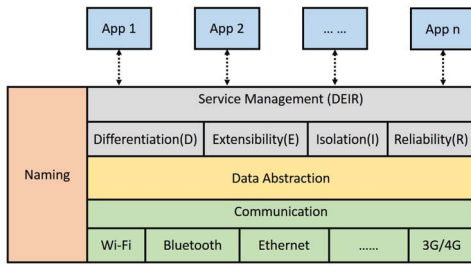 App 1
App 2
... ...
App n
Service Management (DEIR)
Differentiation(D)
Extensibility(E)
Isolation(I)
Reliability(R)
Naming
Data Abstraction
Communication
Wi-Fi
Bluetooth
Ethernet
......
3G/4G